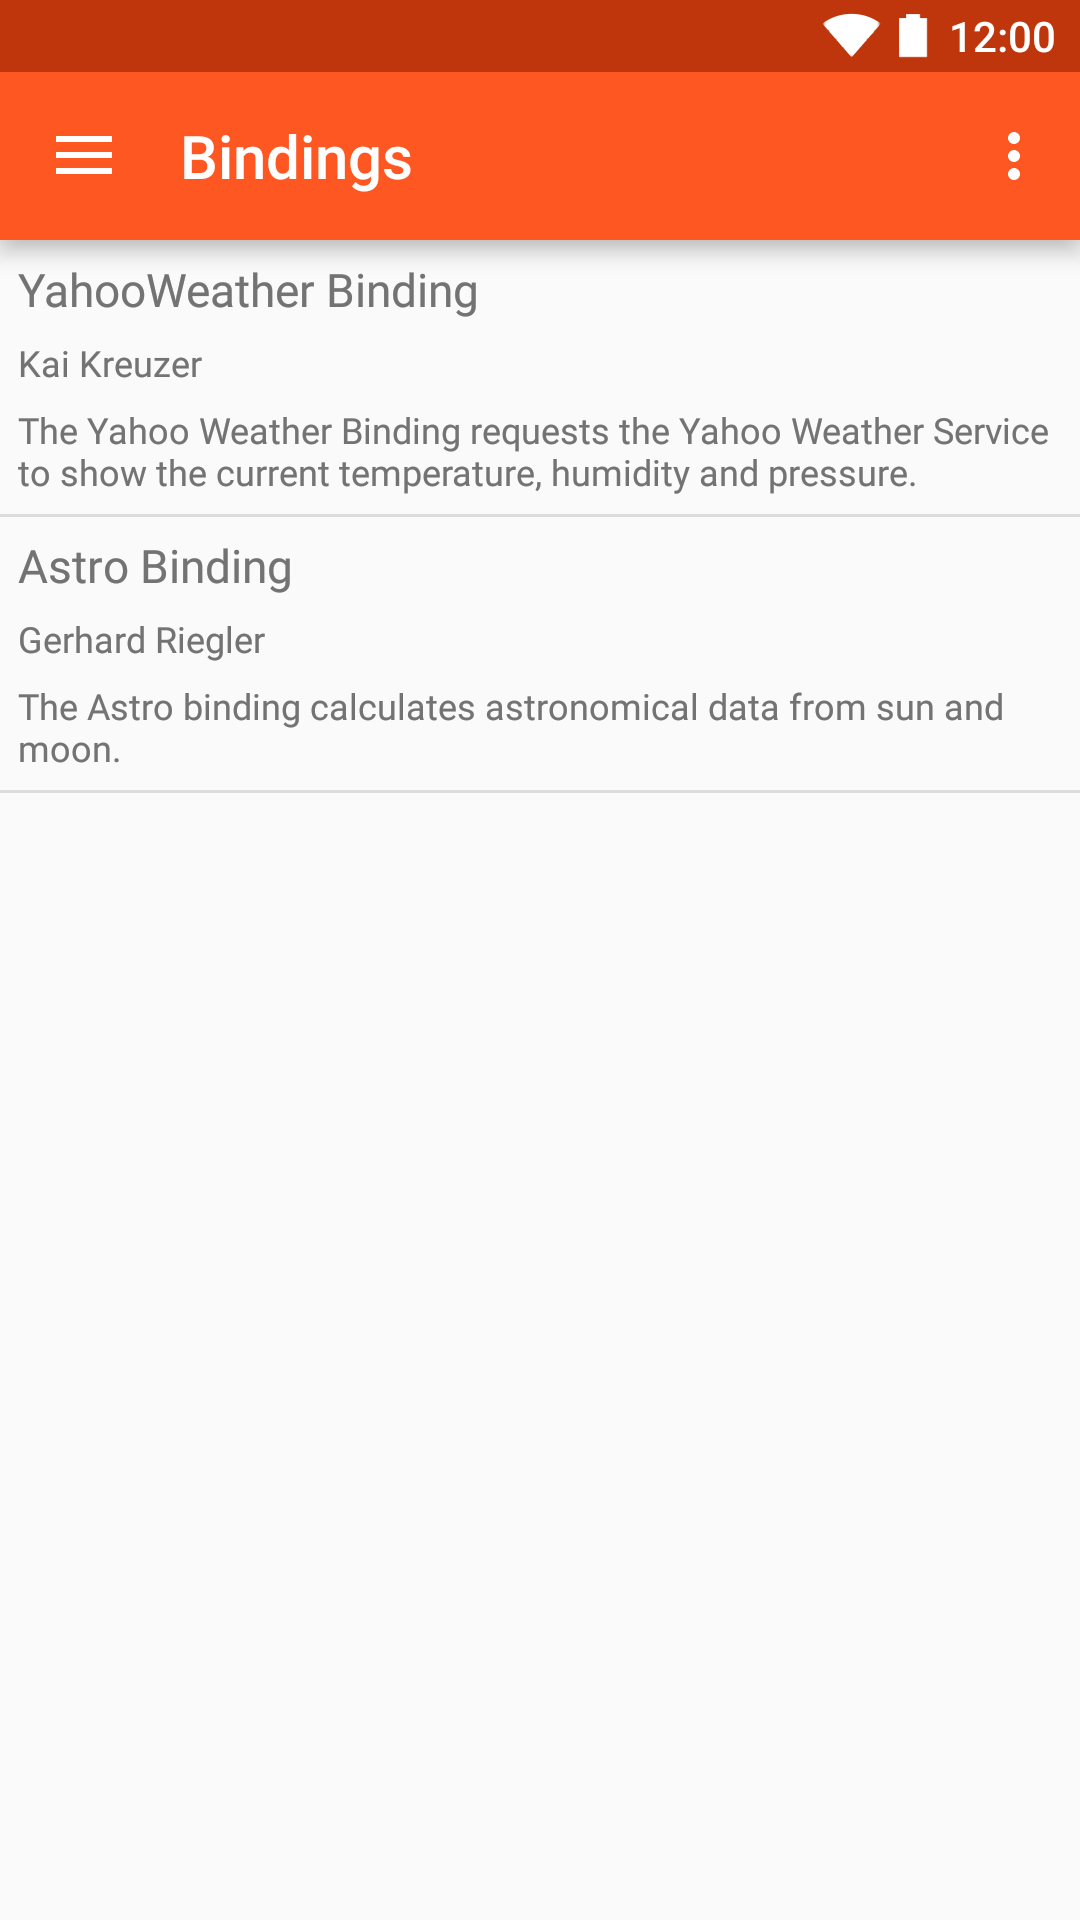 12:00
Bindings
YahooWeather Binding
Kai Kreuzer
The Yahoo Weather Binding requests the Yahoo Weather Service
to show the current temperature, humidity and pressure.
Astro Binding
Gerhard Riegler
The Astro binding calculates astronomical data from sun and
moon.